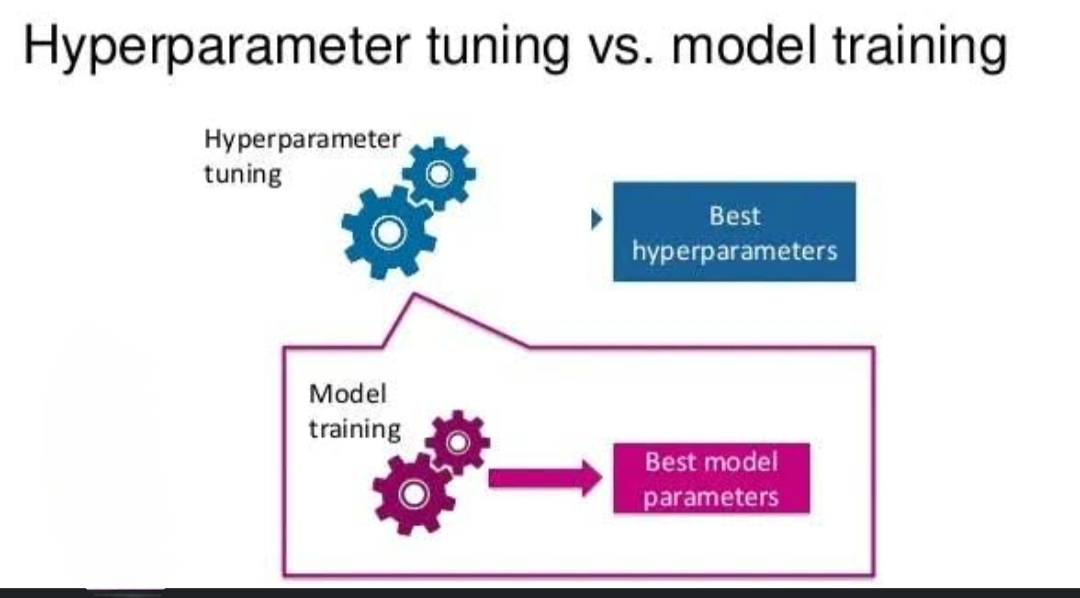 Hyperparameter tuning vs. model training
Hyperparameter
tuning
Best
hyperparameters
Model
training
Best model
parameters